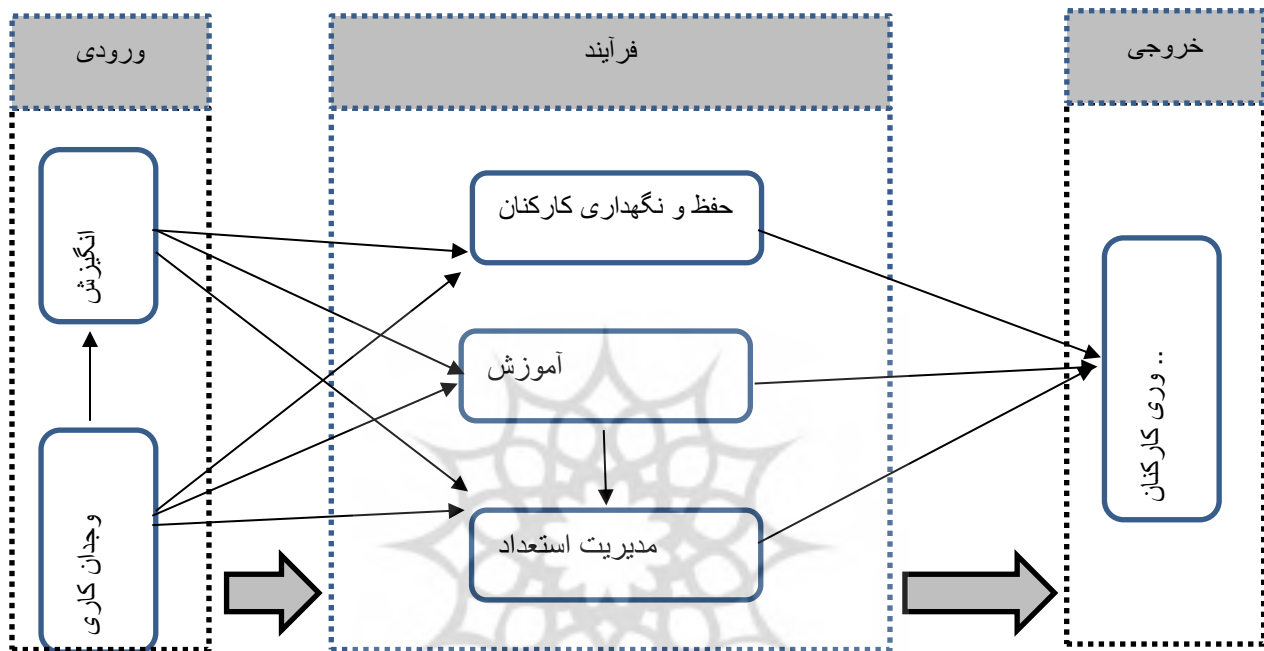 ورودی
فرآیند
خروجی
انگیزش
وجدان کاری
حفظ و نگهداری کارکنان
آموزش
مدیریت استعداد
.. وری کارکنان